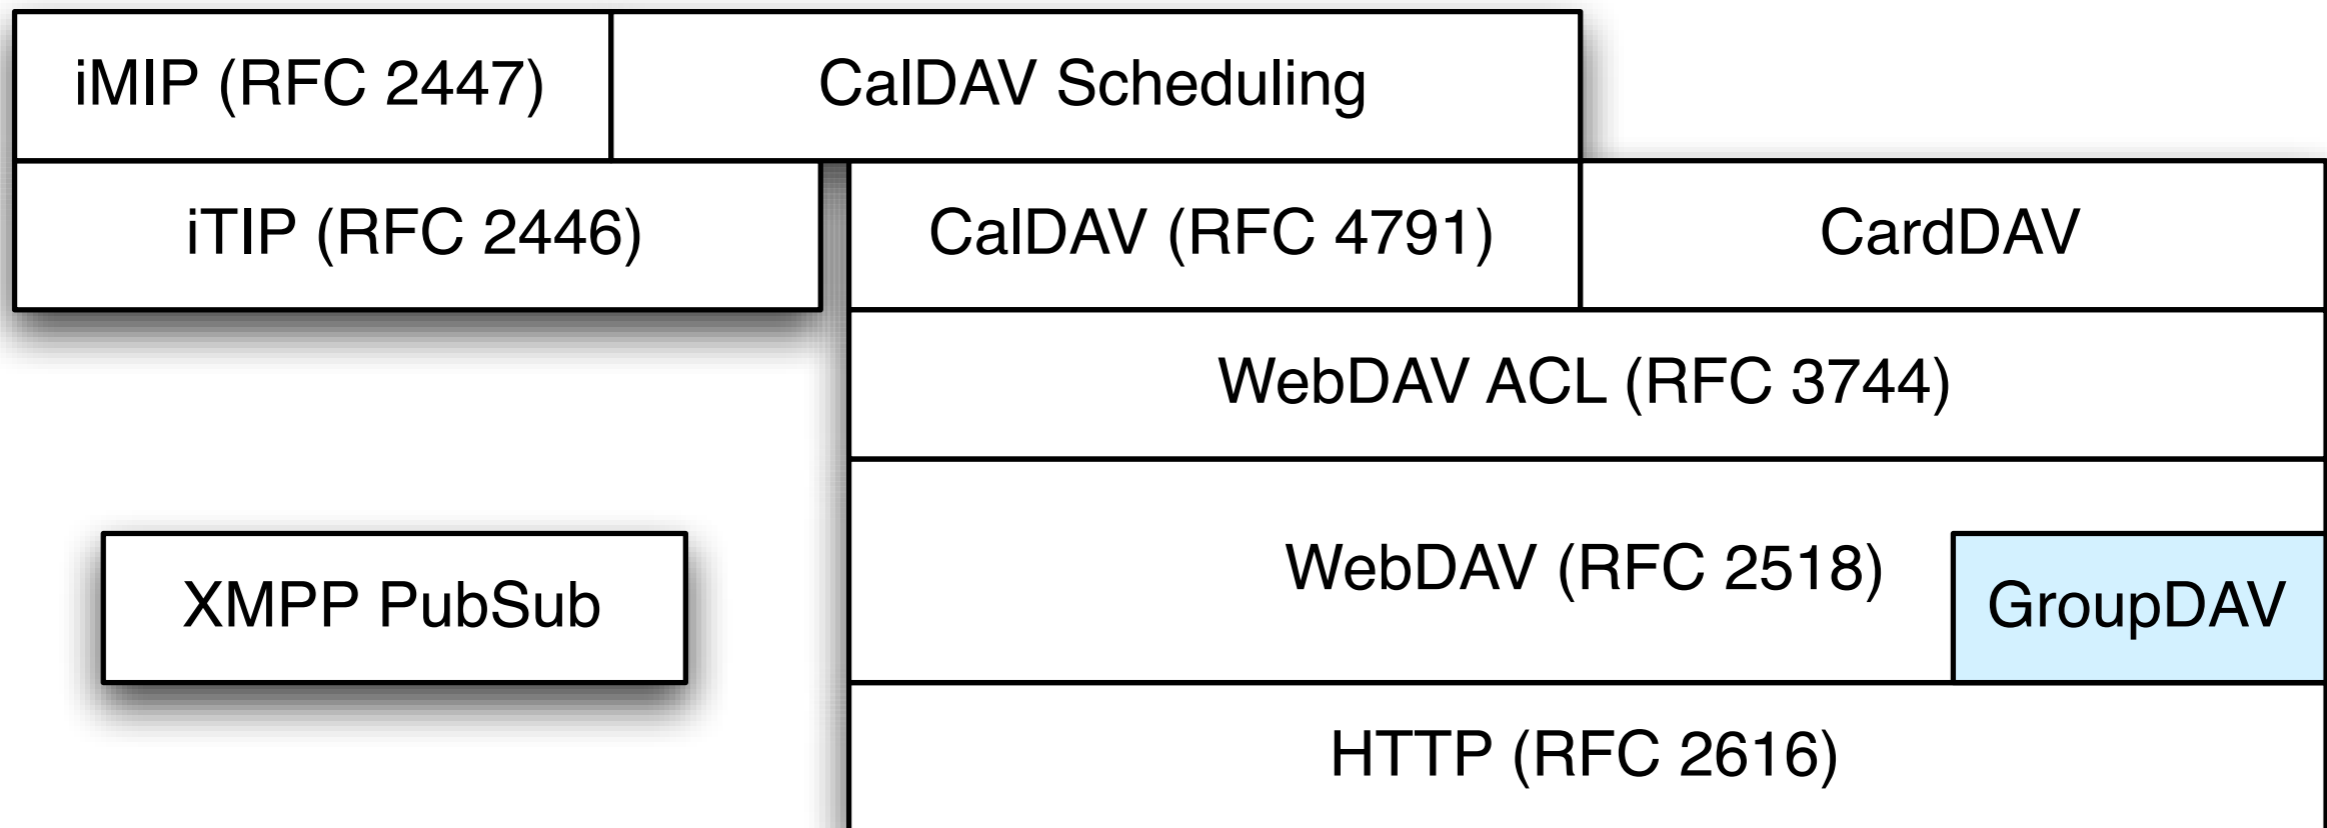 iMIP (RFC 2447)
CalDAV Scheduling
iTIP (RFC 2446)
CalDAV (RFC 4791)
CardDAV
WebDAV ACL (RFC 3744)
WebDAV (RFC 2518)
XMPP PubSub
GroupDAV
HTTP (RFC 2616)